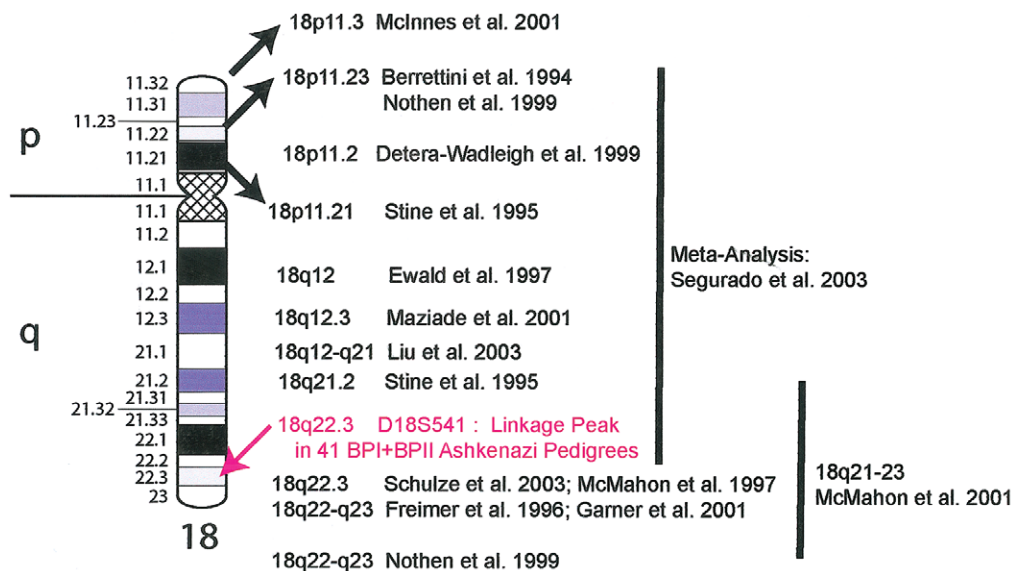 18p11.3 McInnes et al. 2001
18p11.23 Berrettini et al. 1994
Nothen et al. 1999
18p11.2 Detera-Wadleigh et al. 1999
18p11.21 Stine et al. 1995
18q12 Ewald et al. 1997
18q12.3 Maziade et al. 2001
18q12-q21 Liu et al. 2003
18q21.2 Stine et al. 1995
18q22.3 D18S541 : Linkage Peak
in 41 BPI+BPII Ashkenazi Pedigrees
18q22.3 Schulze et al. 2003; McMahon et al. 1997
18q22-q23 Freimer et al. 1996; Garner et al. 2001
18q22-q23 Nothen et al. 1999
Meta-Analysis:
Segurado et al. 2003
18q21-23
McMahon et al. 2001
p
q
11.32
11.31
11.23
11.22
11.21
11.1
11.1
11.2
12.1
12.2
12.3
21.1
21.2
21.31
21.32
21.33
22.1
22.2
22.3
23
18